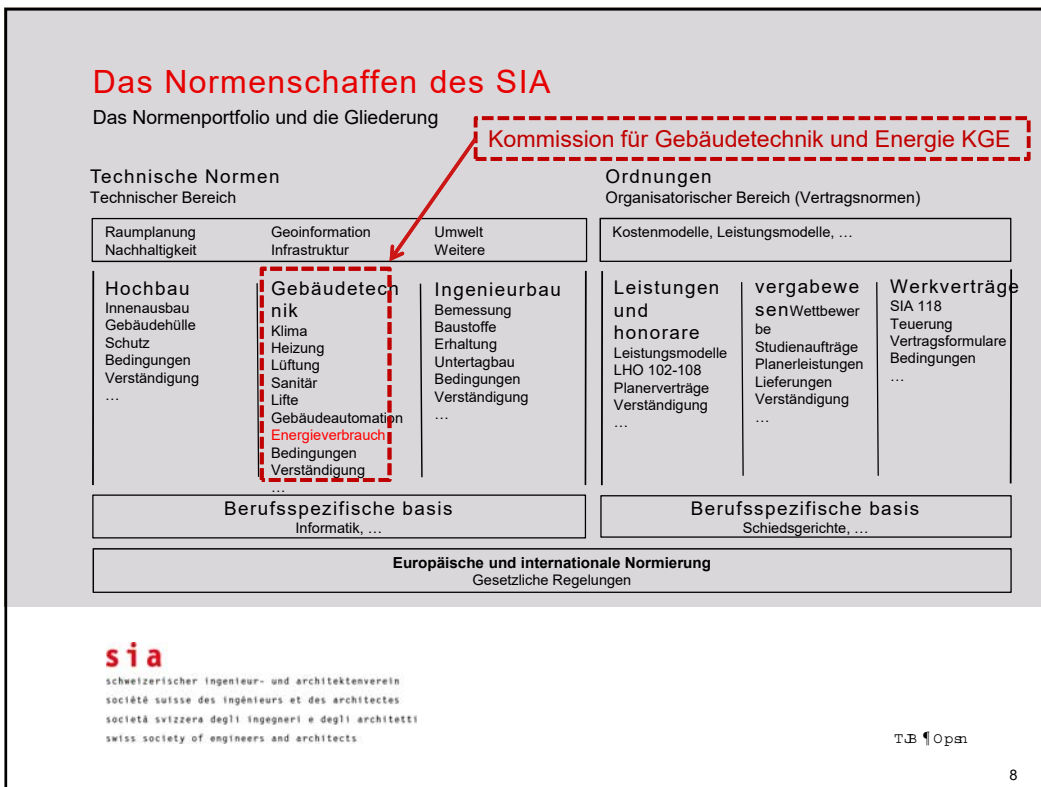 Das Normenschaffen des SIA
Das Normenportfolio und die Gliederung
Kommission für Gebäudetechnik und Energie KGE
Technische Normen
Technischer Bereich
Ordnungen
Organisatorischer Bereich (Vertragsnormen)
Raumplanung
Nachhaltigkeit
Geoinformation
Infrastruktur
Umwelt
Weitere
Kostenmodelle, Leistungsmodelle, …
Hochbau
Innenausbau
Gebäudehülle
Schutz
Bedingungen
Verständigung
…
Gebäudetech
nik
Klima
Heizung
Lüftung
Sanitär
Lifte
Gebäudeautomation
Energieverbrauch
Bedingungen
Verständigung
…
Ingenieurbau
Bemessung
Baustoffe
Erhaltung
Untertagbau
Bedingungen
Verständigung
…
Leistungen
und
honorare
Leistungsmodelle
LHO 102-108
Planerverträge
Verständigung
…
vergabewe
senWettbewer
be
Studienaufträge
Planerleistungen
Lieferungen
Verständigung
…
Werkverträge
SIA 118
Teuerung
Vertragsformulare
Bedingungen
…
Berufsspezifische basis
Informatik, …
Berufsspezifische basis
Schiedsgerichte, …
Europäische und internationale Normierung
Gesetzliche Regelungen
sia
schweizerischer ingenieur- und architektenverein
société suisse des ingénieurs et des architectes
società svizzera degli ingegneri e degli architetti
swiss society of engineers and architects
TJB ¶Opsn
8